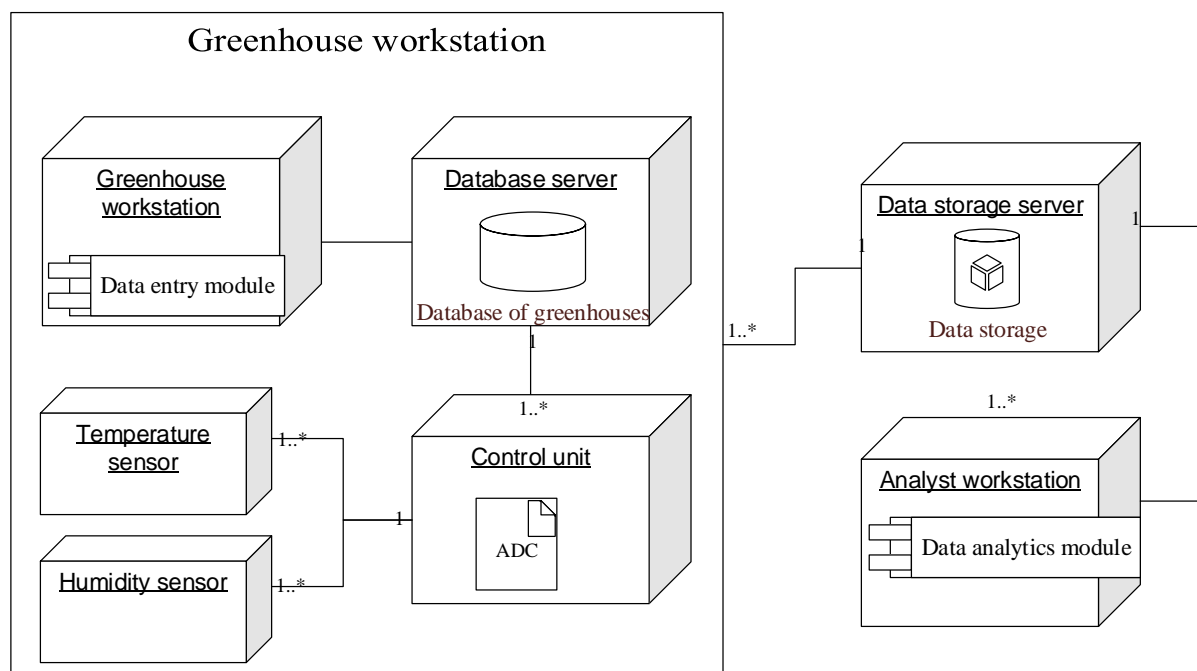 Greenhouse workstation
Greenhouse
workstation
Data entry module
Database server
Database of greenhouses
1
1..*
Temperature
sensor
1..*
Humidity sensor
1..*
1
Control unit
ADC
1..*
1
Data storage server
1
Data storage
1..*
Analyst workstation
Data analytics module